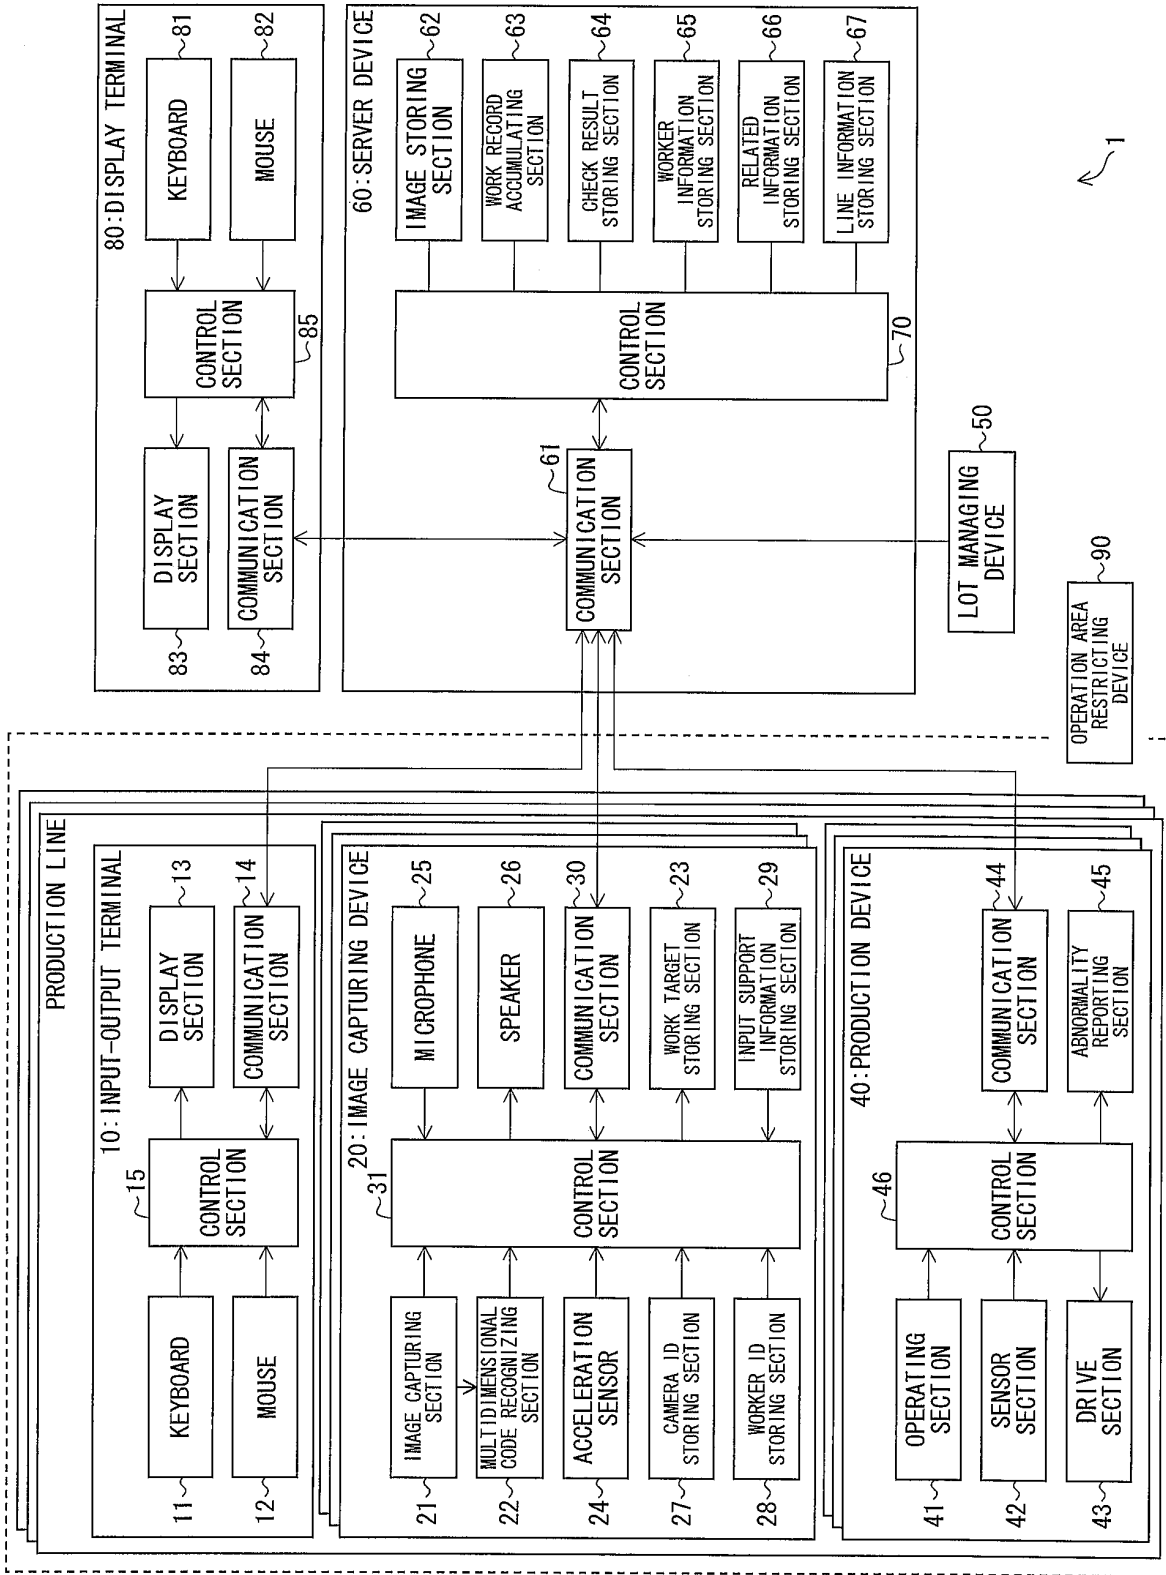 PRODUCTION LINE
10:INPUT-OUTPUT TERMINAL
11
KEYBOARD
12
MOUSE
15
CONTROL
SECTION
DISPLAY
SECTION
13
COMMUNICATION
SECTION
14
20:IMAGE CAPTURING DEVICE
21
IMAGE CAPTURING
SECTION
22
MULTIDIMENSIONAL
CODE RECOGNIZING
SECTION
24
ACCELERATION
SENSOR
27
CAMERA ID
STORING SECTION
28
WORKER ID
STORING SECTION
31
CONTROL
SECTION
MICROPHONE
25
SPEAKER
26
COMMUNICATION
SECTION
30
WORK TARGET
STORING SECTION
23
INPUT SUPPORT
INFORMATION
STORING SECTION
29
40:PRODUCTION DEVICE
41
OPERATING
SECTION
42
SENSOR
SECTION
43
DRIVE
SECTION
46
CONTROL
SECTION
COMMUNICATION
SECTION
44
ABNORMALITY
REPORTING
SECTION
45
80:DISPLAY TERMINAL
83
DISPLAY
SECTION
84
COMMUNICATION
SECTION
CONTROL
SECTION
85
KEYBOARD
81
MOUSE
82
60:SERVER DEVICE
COMMUNICATION
SECTION
61
CONTROL
SECTION
70
IMAGE STORING
SECTION
62
WORK RECORD
ACCUMULATING
SECTION
63
CHECK RESULT
STORING SECTION
64
WORKER
INFORMATION
STORING SECTION
65
RELATED
INFORMATION
STORING SECTION
66
LINE INFORMATION
STORING SECTION
67
LOT MANAGING
DEVICE
50
OPERATION AREA
RESTRICTING
DEVICE
90
1